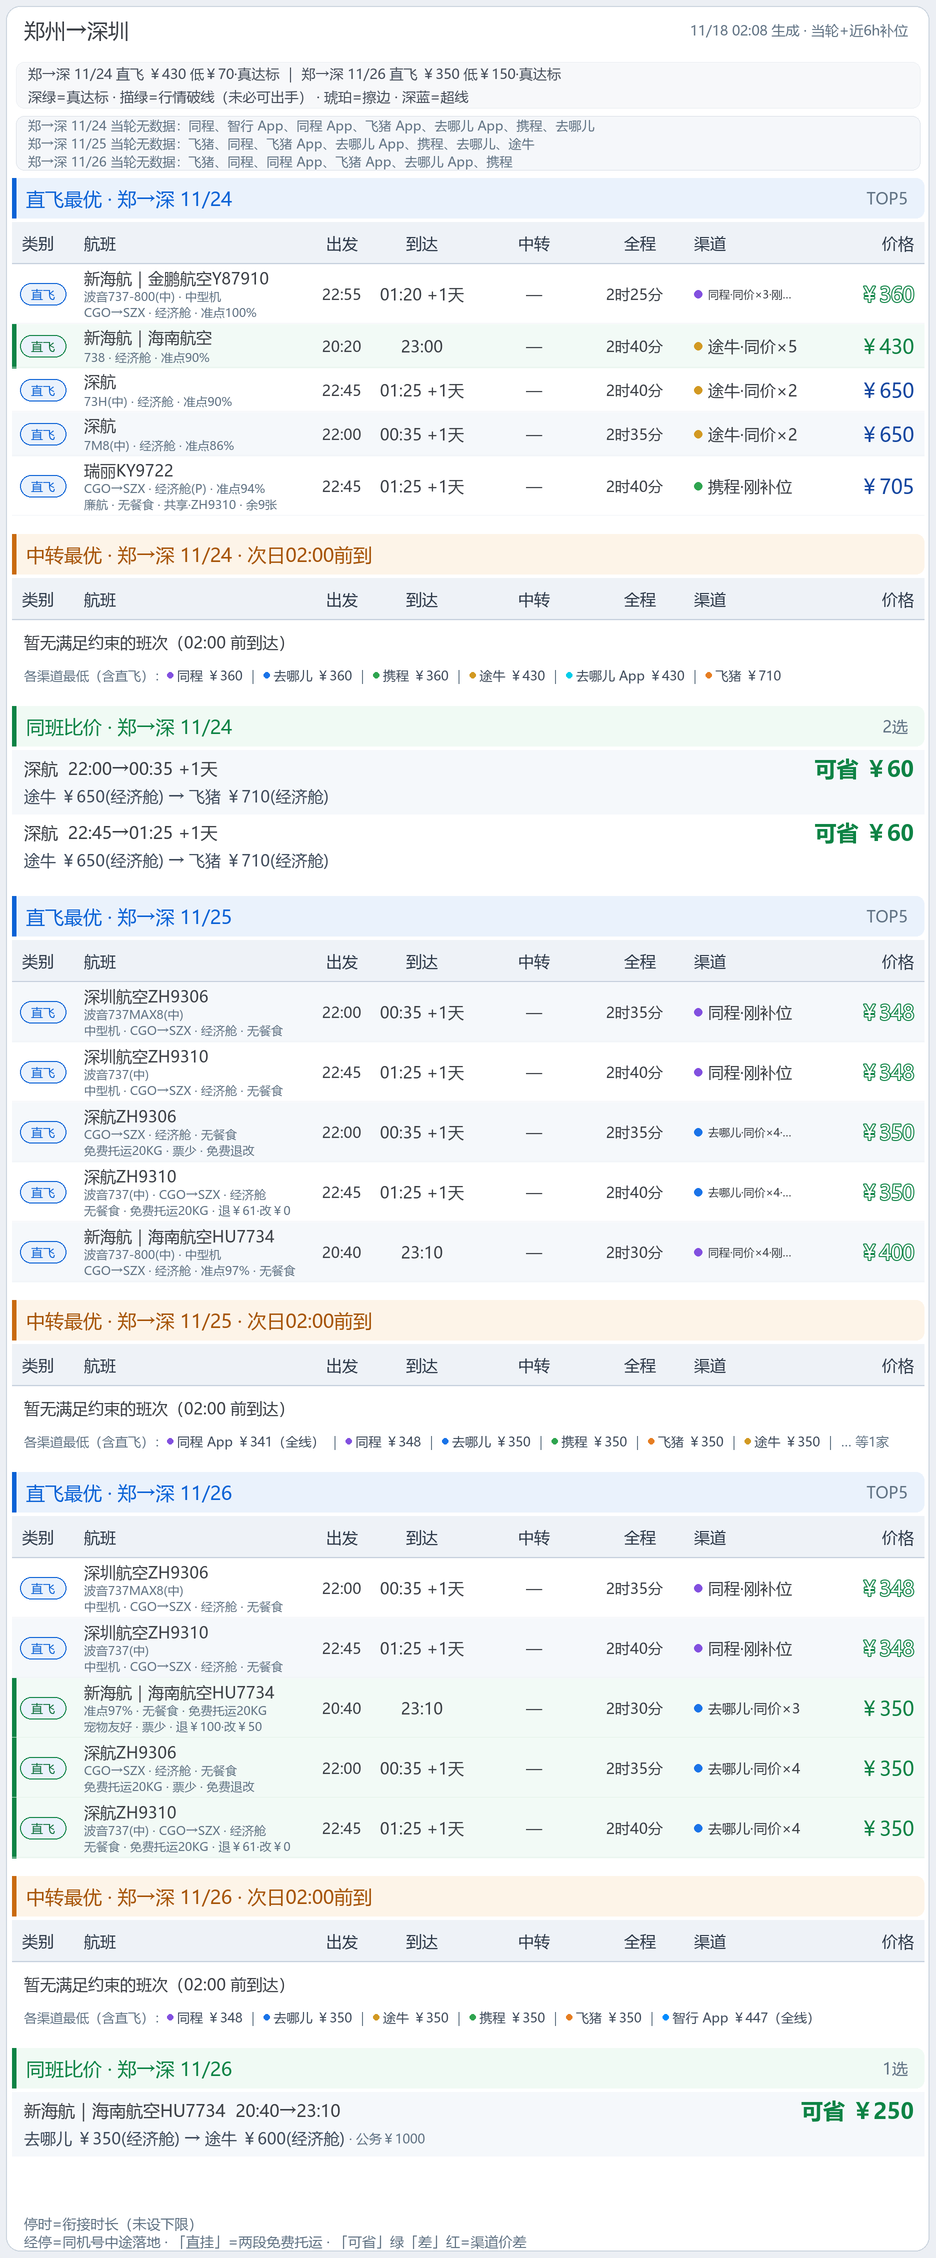 郑州→深圳
11/18 02:08 生成 · 当轮+近6h补位
郑→深 11/24 直飞 ¥430 低¥70·真达标 | 郑→深 11/26 直飞 ¥350 低¥150·真达标
深绿=真达标 · 描绿=行情破线（未必可出手） · 琥珀=擦边 · 深蓝=超线
郑→深 11/24 当轮无数据：同程、智行 App、同程 App、飞猪 App、去哪儿 App、携程、去哪儿
郑→深 11/25 当轮无数据：飞猪、同程、飞猪 App、去哪儿 App、携程、去哪儿、途牛
郑→深 11/26 当轮无数据：飞猪、同程、同程 App、飞猪 App、去哪儿 App、携程
直飞最优 · 郑→深 11/24 TOP5
类别 航班 出发 到达 中转 全程 渠道 价格
新海航 | 金鹏航空Y87910
波音737-800(中) · 中型机
直飞 22:55 01:20 +1天 — 2时25分 同程·同价×3·刚... ¥360
CGO→SZX · 经济舱 · 准点100%
新海航 | 海南航空
直飞 20:20 23:00 — 2时40分 途牛·同价×5 ¥430
738 · 经济舱 · 准点90%
深航
直飞 22:45 01:25 +1天 — 2时40分 途牛·同价×2 ¥650
73H(中) · 经济舱 · 准点90%
深航
直飞 22:00 00:35 +1天 — 2时35分 途牛·同价×2 ¥650
7M8(中) · 经济舱 · 准点86%
瑞丽KY9722
直飞 22:45 01:25 +1天 — 2时40分 携程·刚补位 ¥705
CGO→SZX · 经济舱(P) · 准点94%
廉航 · 无餐食 · 共享·ZH9310 · 余9张
中转最优 · 郑→深 11/24 · 次日02:00前到
类别 航班 出发 到达 中转 全程 渠道 价格
暂无满足约束的班次（02:00 前到达）
各渠道最低（含直飞）: 同程 ¥360 | 去哪儿 ¥360 | 携程 ¥360 | 途牛 ¥430 | 去哪儿 App ¥430 | 飞猪 ¥710
同班比价 · 郑→深 11/24 2选
深航 22:00→00:35 +1天 可省 ¥60
途牛 ¥650(经济舱) → 飞猪 ¥710(经济舱)
深航 22:45→01:25 +1天 可省 ¥60
途牛 ¥650(经济舱) → 飞猪 ¥710(经济舱)
直飞最优 · 郑→深 11/25 TOP5
类别 航班 出发 到达 中转 全程 渠道 价格
深圳航空ZH9306
直飞 22:00 00:35 +1天 — 2时35分 同程·刚补位 ¥348
波音737MAX8(中)
中型机 · CGO→SZX · 经济舱 · 无餐食
深圳航空ZH9310
直飞 22:45 01:25 +1天 — 2时40分 同程·刚补位 ¥348
波音737(中)
中型机 · CGO→SZX · 经济舱 · 无餐食
深航ZH9306
直飞 22:00 00:35 +1天 — 2时35分 去哪儿·同价×4·... ¥350
CGO→SZX · 经济舱 · 无餐食
免费托运20KG · 票少 · 免费退改
深航ZH9310
直飞 22:45 01:25 +1天 — 2时40分 去哪儿·同价×4·... ¥350
波音737(中) · CGO→SZX · 经济舱
无餐食 · 免费托运20KG · 退¥61·改¥0
新海航 | 海南航空HU7734
直飞 20:40 23:10 — 2时30分 同程·同价×4·刚... ¥400
波音737-800(中) · 中型机
CGO→SZX · 经济舱 · 准点97% · 无餐食
中转最优 · 郑→深 11/25 · 次日02:00前到
类别 航班 出发 到达 中转 全程 渠道 价格
暂无满足约束的班次（02:00 前到达）
各渠道最低（含直飞）: 同程 App ¥341（全线） | 同程 ¥348 | 去哪儿 ¥350 | 携程 ¥350 | 飞猪 ¥350 | 途牛 ¥350 | ... 等1家
直飞最优 · 郑→深 11/26 TOP5
类别 航班 出发 到达 中转 全程 渠道 价格
深圳航空ZH9306
直飞 22:00 00:35 +1天 — 2时35分 同程·刚补位 ¥348
波音737MAX8(中)
中型机 · CGO→SZX · 经济舱 · 无餐食
深圳航空ZH9310
直飞 22:45 01:25 +1天 — 2时40分 同程·刚补位 ¥348
波音737(中)
中型机 · CGO→SZX · 经济舱 · 无餐食
新海航 | 海南航空HU7734
直飞 20:40 23:10 — 2时30分 去哪儿·同价×3 ¥350
准点97% · 无餐食 · 免费托运20KG
宠物友好 · 票少 · 退¥100·改¥50
深航ZH9306
直飞 22:00 00:35 +1天 — 2时35分 去哪儿·同价×4 ¥350
CGO→SZX · 经济舱 · 无餐食
免费托运20KG · 票少 · 免费退改
深航ZH9310
直飞 22:45 01:25 +1天 — 2时40分 去哪儿·同价×4 ¥350
波音737(中) · CGO→SZX · 经济舱
无餐食 · 免费托运20KG · 退¥61·改¥0
中转最优 · 郑→深 11/26 · 次日02:00前到
类别 航班 出发 到达 中转 全程 渠道 价格
暂无满足约束的班次（02:00 前到达）
各渠道最低（含直飞）: 同程 ¥348 | 去哪儿 ¥350 | 途牛 ¥350 | 携程 ¥350 | 飞猪 ¥350 | 智行 App ¥447（全线）
同班比价 · 郑→深 11/26 1选
新海航 | 海南航空HU7734 20:40→23:10 可省 ¥250
去哪儿 ¥350(经济舱) → 途牛 ¥600(经济舱) · 公务¥1000
停时=衔接时长（未设下限）
经停=同机号中途落地 · 「直挂」=两段免费托运 · 「可省」绿「差」红=渠道价差